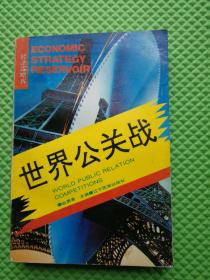 ECONOMIC
STRATEGY
RESERVOIR
世界公关战
WORLD PUBLIC RELATION
COMPETITIONS